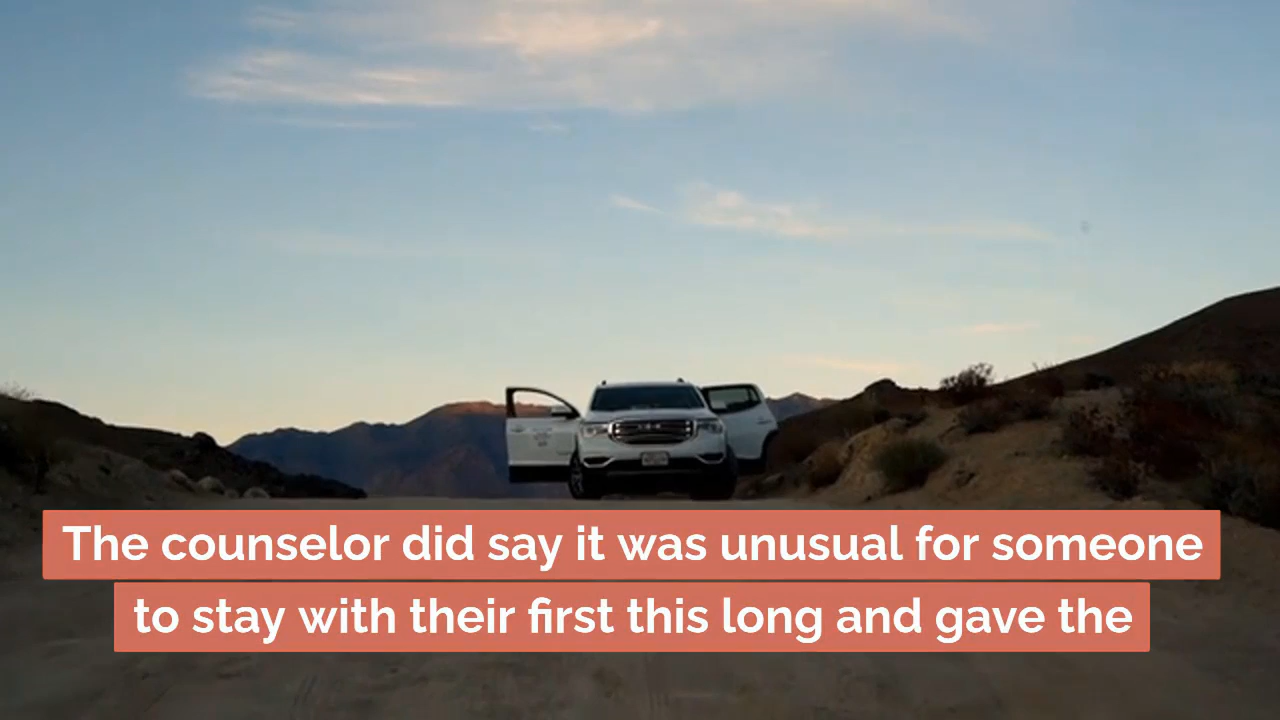 The counselor did say it was unusual for someone
to stay with their first this long and gave the